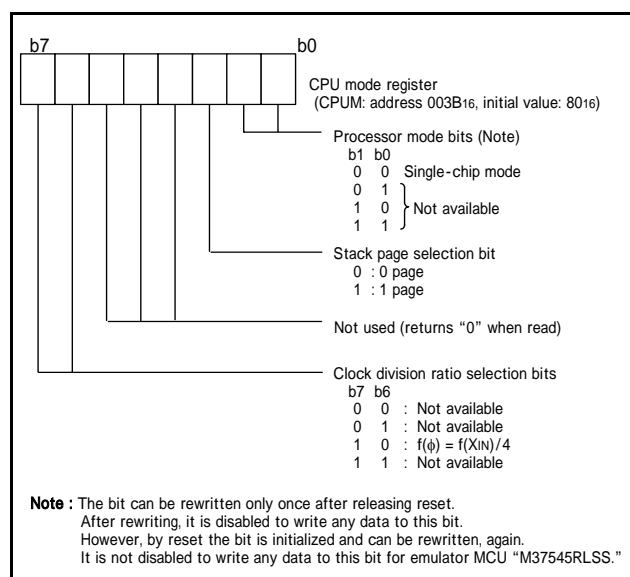 b7 b0
CPU mode register
(CPUM: address 003B16, initial value: 8016)
Processor mode bits (Note)
b1 b0
0 0 Single-chip mode
0 1
1 0 Not available
1 1
Stack page selection bit
0 : 0 page
1 : 1 page
Not used (returns “0” when read)
Clock division ratio selection bits
b7 b6
0 0 : Not available
0 1 : Not available
1 0 : f(φ) = f(XIN)/4
1 1 : Not available
Note : The bit can be rewritten only once after releasing reset.
After rewriting, it is disabled to write any data to this bit.
However, by reset the bit is initialized and can be rewritten, again.
It is not disabled to write any data to this bit for emulator MCU “M37545RLSS.”